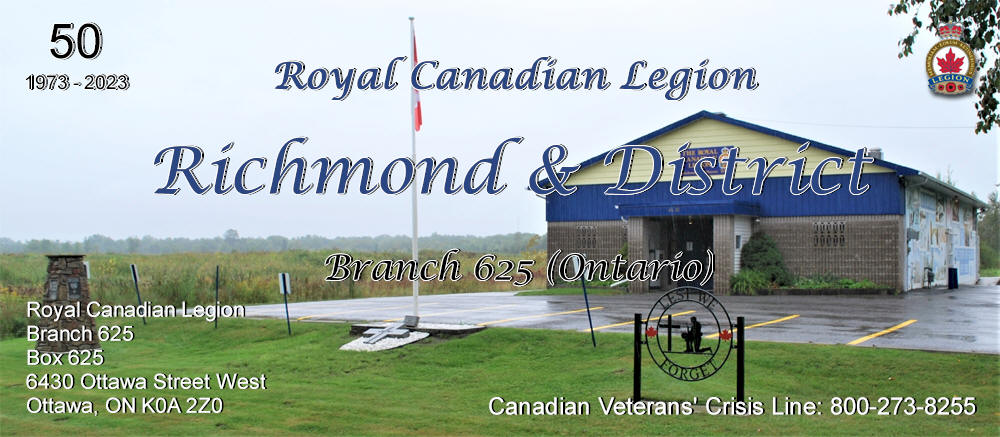 50
1973 - 2023
Royal Canadian Legion
LEGION
Richmond & District
THE ROYAL
Branch 625 (Ontario)
Royal Canadian Legion
Branch 625
Box 625
6430 Ottawa Street West
Ottawa, ON K0A 2Z0
LEST WE
FORGET
Canadian Veterans' Crisis Line: 800-273-8255